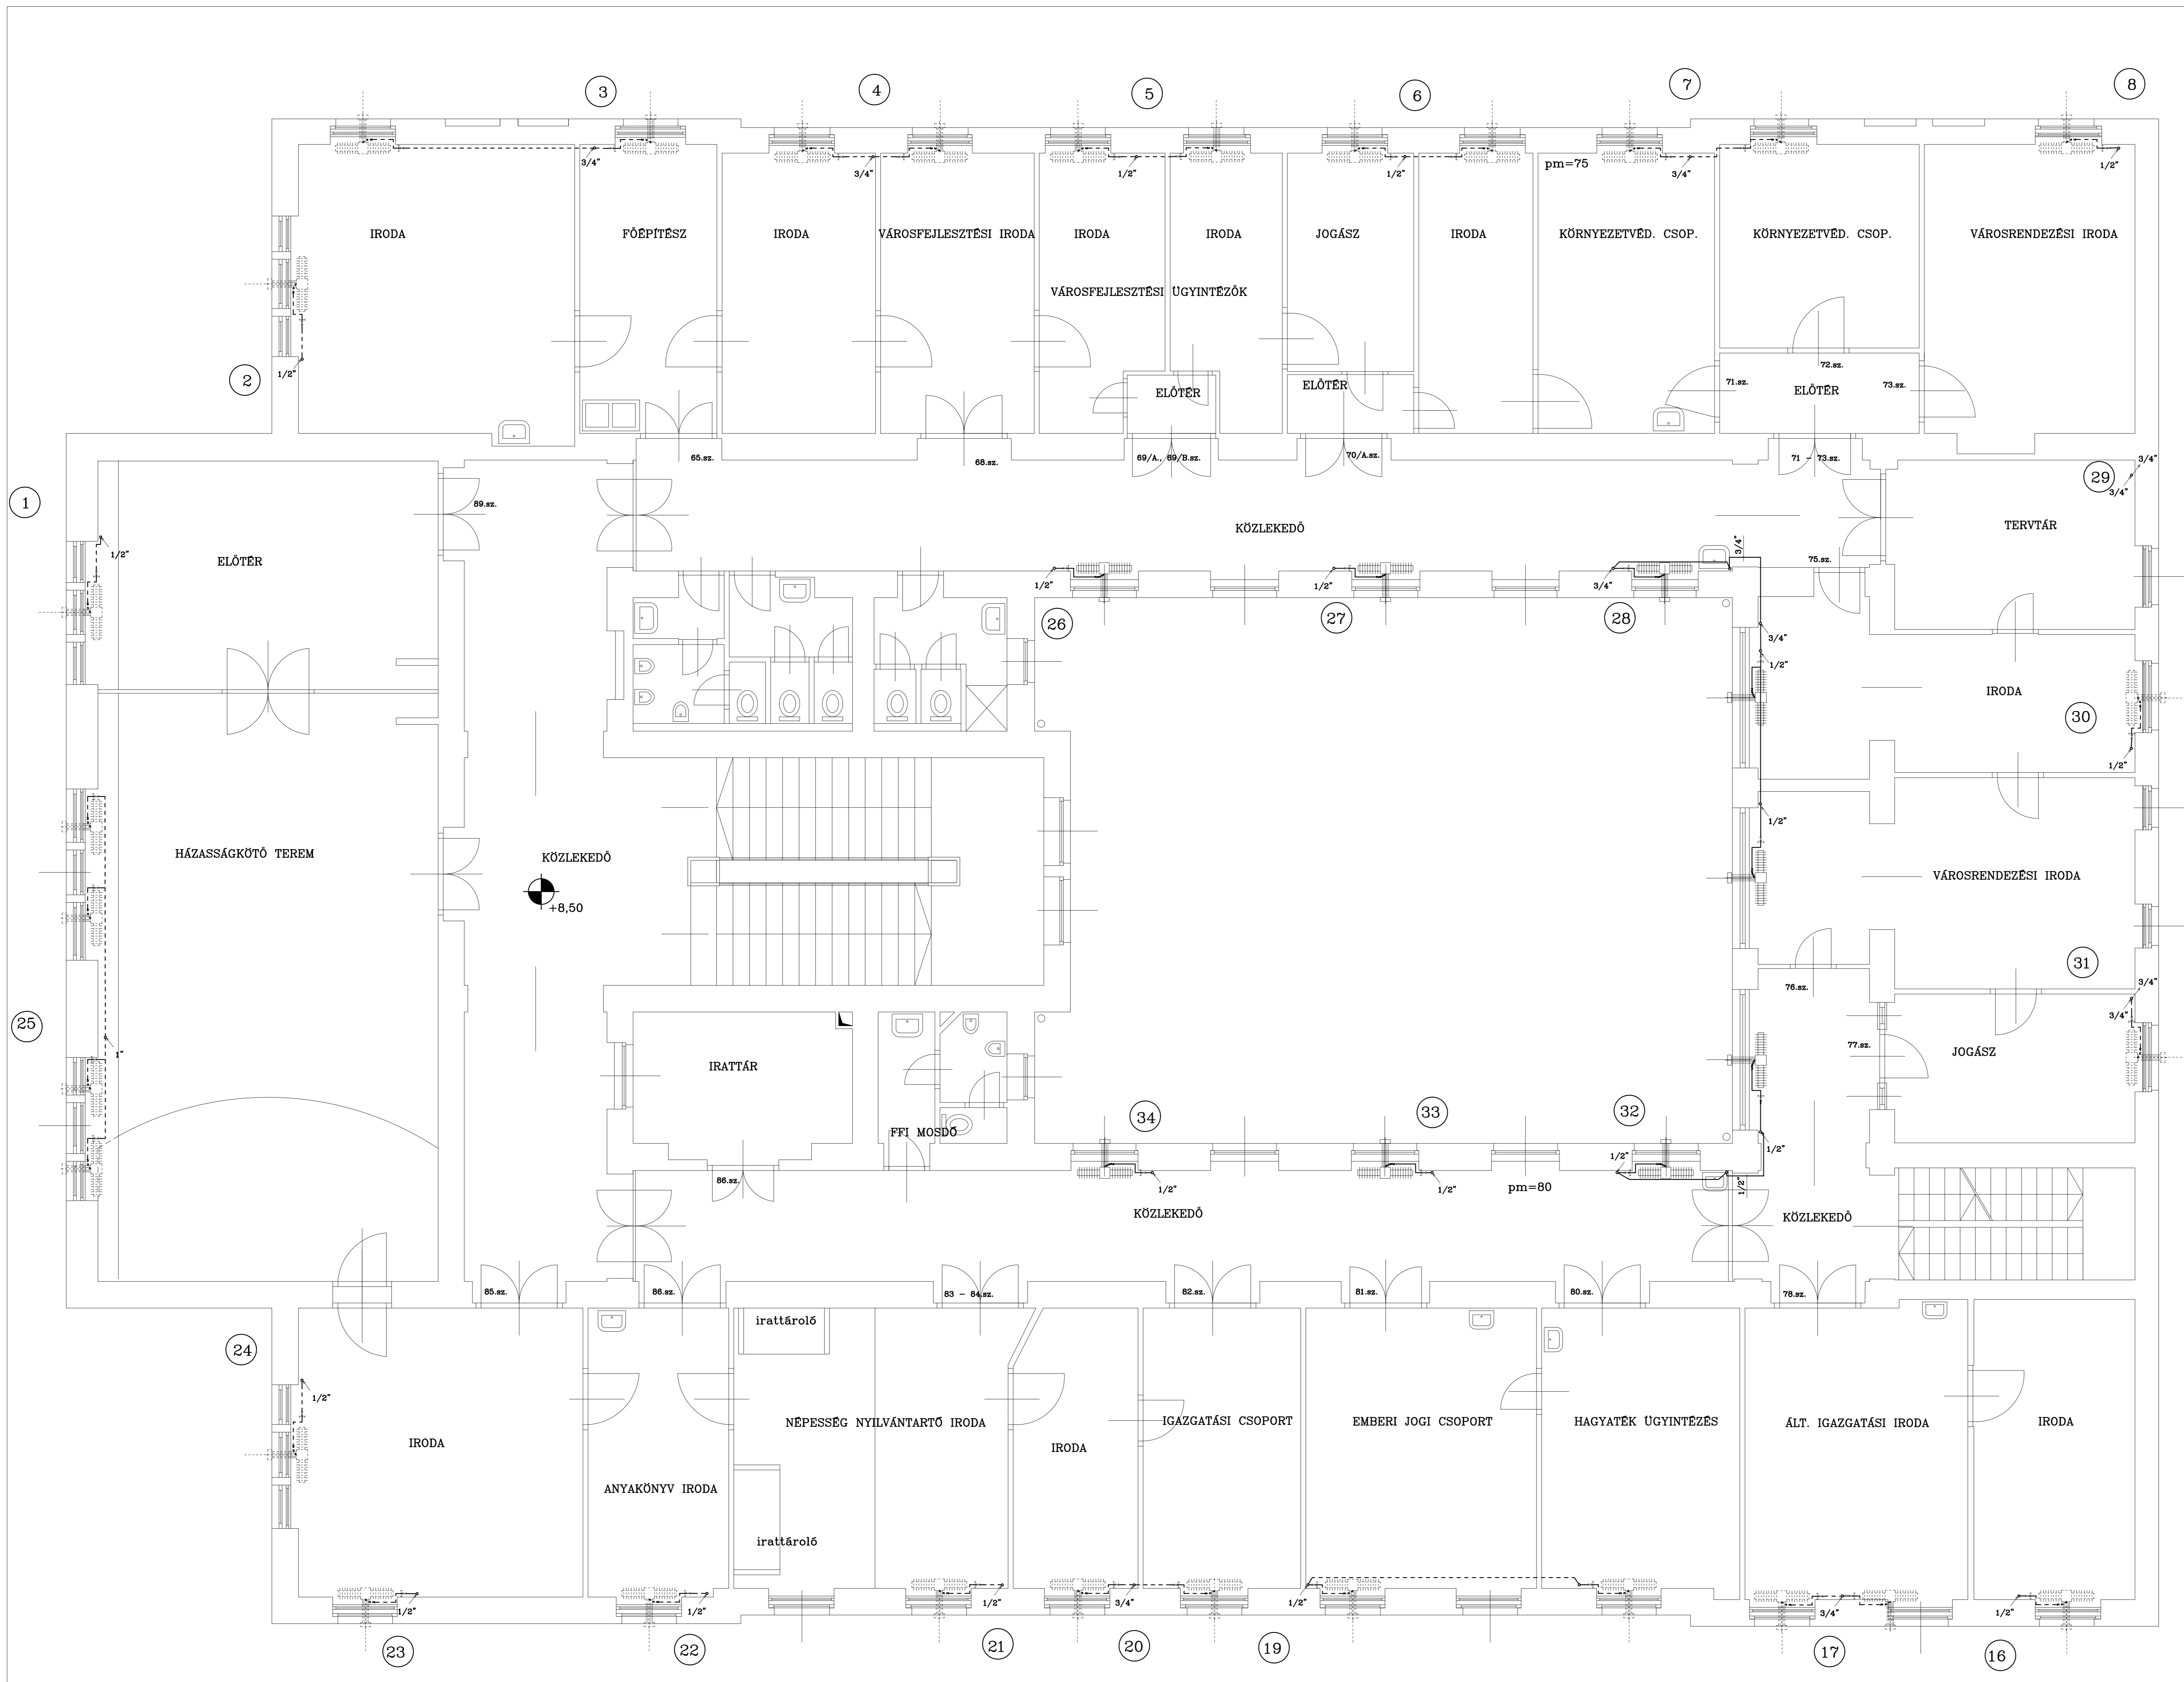 3
4
5
6
7
8
3/4"
3/4"
1/2"
1/2"
pm=75
3/4"
1/2"
IRODA
FŐÉPÍTÉSZ
IRODA
VÁROSFEJLESZTÉSI IRODA
IRODA
IRODA
JOGÁSZ
IRODA
KÖRNYEZETVÉD. CSOP.
KÖRNYEZETVÉD. CSOP.
VÁROSRENDEZÉSI IRODA
VÁROSFEJLESZTÉSI ÜGYINTÉZŐK
2
1/2"
ELŐTÉR
ELŐTÉR
71.sz.
72.sz.
73.sz.
ELŐTÉR
65.sz.
68.sz.
69/A., 69/B.sz.
70/A.sz.
71 - 73.sz.
3/4"
29
3/4"
1
89.sz.
KÖZLEKEDŐ
TERVTÁR
1/2"
ELŐTÉR
3/4"
75.sz.
1/2"
1/2"
3/4"
26
27
28
3/4"
1/2"
IRODA
30
1/2"
1/2"
HÁZASSÁGKÖTŐ TEREM
KÖZLEKEDŐ
+8,50
VÁROSRENDEZÉSI IRODA
31
76.sz.
3/4"
3/4"
25
1"
IRATTÁR
77.sz.
JOGÁSZ
34
33
32
FFI MOSDÓ
1/2"
86.sz.
1/2"
1/2"
pm=80
1/2"
1/2"
KÖZLEKEDŐ
KÖZLEKEDŐ
85.sz.
86.sz.
83 - 84.sz.
82.sz.
81.sz.
80.sz.
78.sz.
irattároló
24
1/2"
IRODA
ANYAKÖNYV IRODA
NÉPESSÉG NYILVÁNTARTÓ IRODA
IRODA
IGAZGATÁSI CSOPORT
EMBERI JOGI CSOPORT
HAGYATÉK ÜGYINTÉZÉS
ÁLT. IGAZGATÁSI IRODA
IRODA
irattároló
1/2"
1/2"
1/2"
3/4"
1/2"
3/4"
1/2"
23
22
21
20
19
17
16